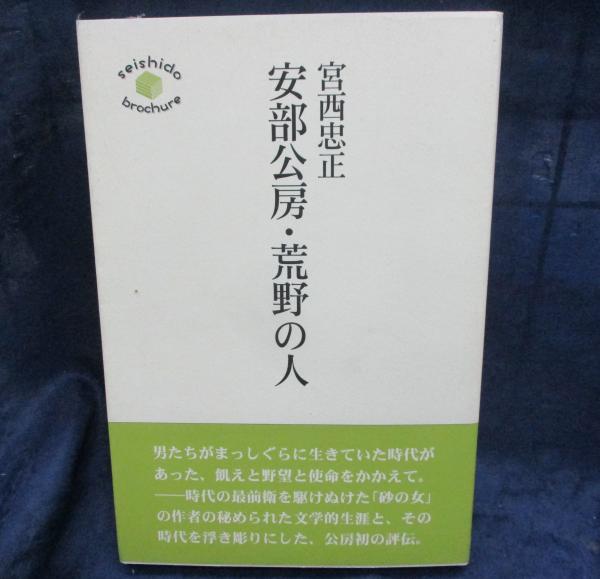 seishido
brochure
宮西忠正
安部公房・荒野の人
男たちがまっしぐらに生きていた時代が
あった、飢えと野望と使命をかかえて。
――時代の最前衛を駆けぬけた「砂の女」
の作者の秘められた文学的生涯と、その
時代を浮き彫りにした、公房初の評伝。